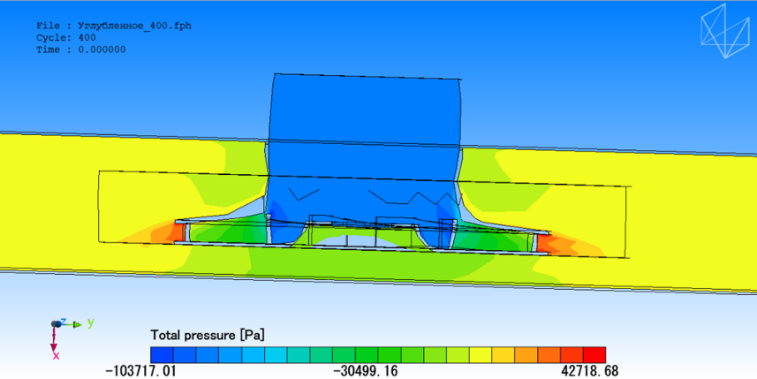 File : Углубленное_400.fph
Cycle: 400
Time : 0.000000
z y
x
Total pressure [Pa]
-103717.01 -30499.16 42718.68